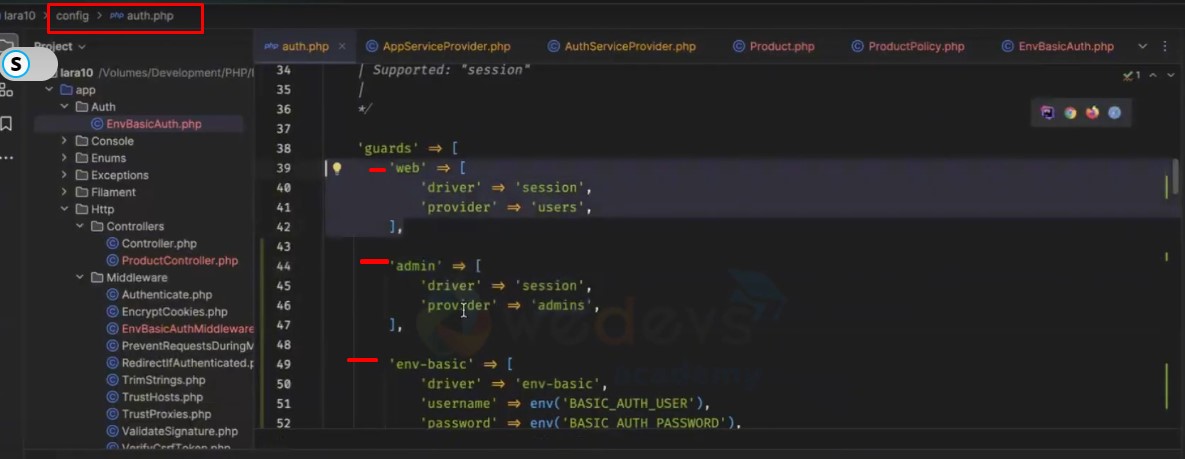 lara10 > config > php auth.php
Project
php auth.php × AppServiceProvider.php AuthServiceProvider.php Product.php ProductPolicy.php EnvBasicAuth.php
S
lara10 /Volumes/Development/PHP/
app
Auth
EnvBasicAuth.php
Console
Enums
Exceptions
Filament
Http
Controllers
Controller.php
ProductController.php
Middleware
Authenticate.php
EncryptCookies.php
EnvBasicAuthMiddleware
PreventRequestsDuringM
RedirectIfAuthenticated.p
TrimStrings.php
TrustHosts.php
TrustProxies.php
ValidateSignature.php
VerifyCsrfToken.php
1
34 | Supported: "session"
35 |
36 */
37
38 'guards' => [
39 'web' => [
40 'driver' => 'session',
41 'provider' => 'users',
42 ],
43
44 'admin' => [
45 'driver' => 'session',
46 'provider' => 'admins',
47 ],
48
49 'env-basic' => [
50 'driver' => 'env-basic',
51 'username' => env('BASIC_AUTH_USER'),
52 'password' => env('BASIC_AUTH_PASSWORD'),
wedevs
academy